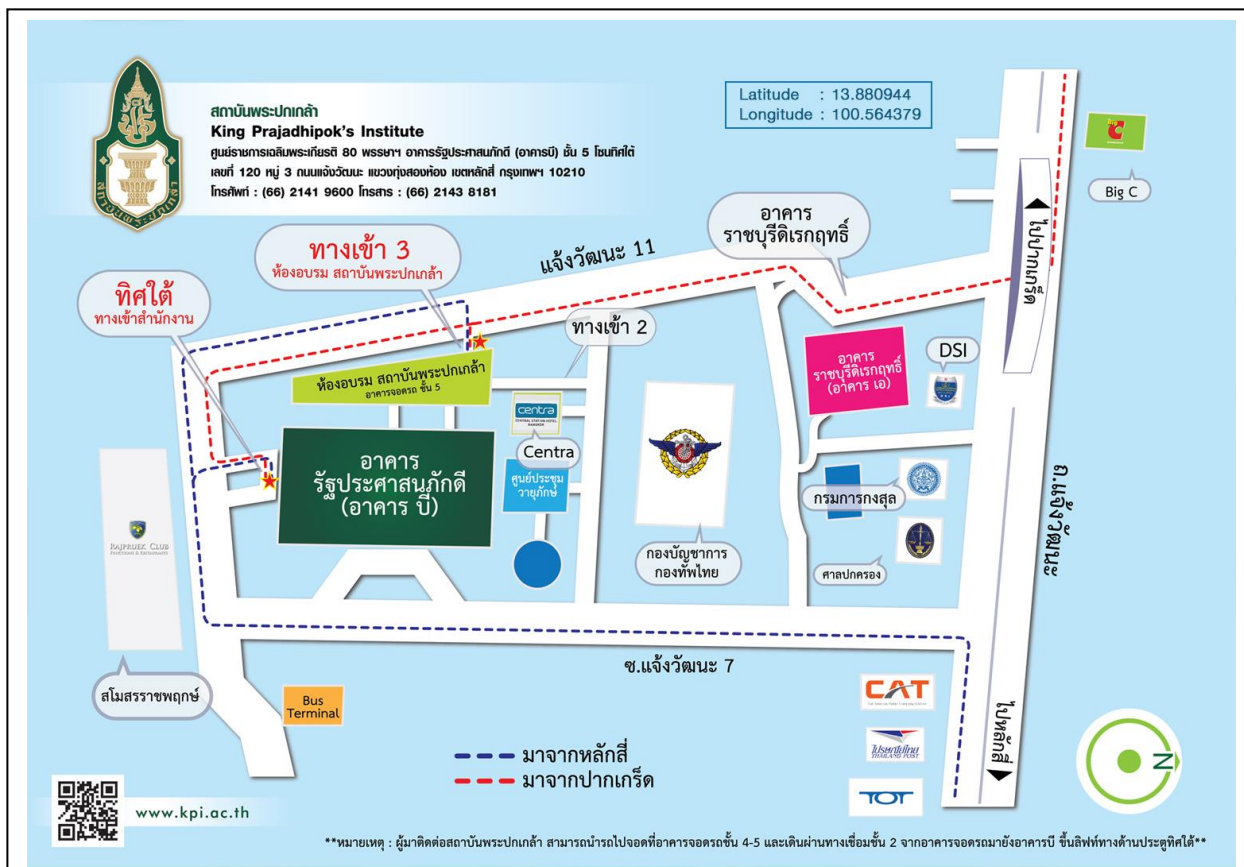 สถาบันพระปกเกล้า
King Prajadhipok's Institute
ศูนย์ราชการเฉลิมพระเกียรติ 80 พรรษาฯ อาคารรัฐประศาสนภักดี (อาคารบี) ชั้น 5 โซนทิศใต้
เลขที่ 120 หมู่ 3 ถนนแจ้งวัฒนะ แขวงทุ่งสองห้อง เขตหลักสี่ กรุงเทพฯ 10210
โทรศัพท์ : (66) 2141 9600 โทรสาร : (66) 2143 8181
สถาบันพระปกเกล้า
Latitude : 13.880944
Longitude : 100.564379
Big C
Big C
ไปปากเกร็ด
อาคาร
ราชบุรีดิเรกฤทธิ์
แจ้งวัฒนะ 11
ทางเข้า 3
ห้องอบรม สถาบันพระปกเกล้า
ทิศใต้
ทางเข้าสำนักงาน
ทางเข้า 2
ห้องอบรม สถาบันพระปกเกล้า
อาคารจอดรถ ชั้น 5
อาคาร
ราชบุรีดิเรกฤทธิ์
(อาคาร เอ)
DSI
centra
CENTRAL STATION HOTEL
BANGKOK
Centra
อาคาร
รัฐประศาสนภักดี
(อาคาร บี)
ศูนย์ประชุม
วายุภักษ์
กรมการกงสุล
ถ.แจ้งวัฒนะ
RAJPRUEK CLUB
กองบัญชาการ
กองทัพไทย
ศาลปกครอง
ซ.แจ้งวัฒนะ 7
สโมสรราชพฤกษ์
Bus
Terminal
CAT
ไปรษณีย์ไทย
THAILAND POST
TOT
ไปหลักสี่
N
มาจากหลักสี่
มาจากปากเกร็ด
www.kpi.ac.th
**หมายเหตุ : ผู้มาติดต่อสถาบันพระปกเกล้า สามารถนำรถไปจอดที่อาคารจอดรถชั้น 4-5 และเดินผ่านทางเชื่อมชั้น 2 จากอาคารจอดรถมายังอาคารบี ขึ้นลิฟท์ทางด้านประตูทิศใต้**